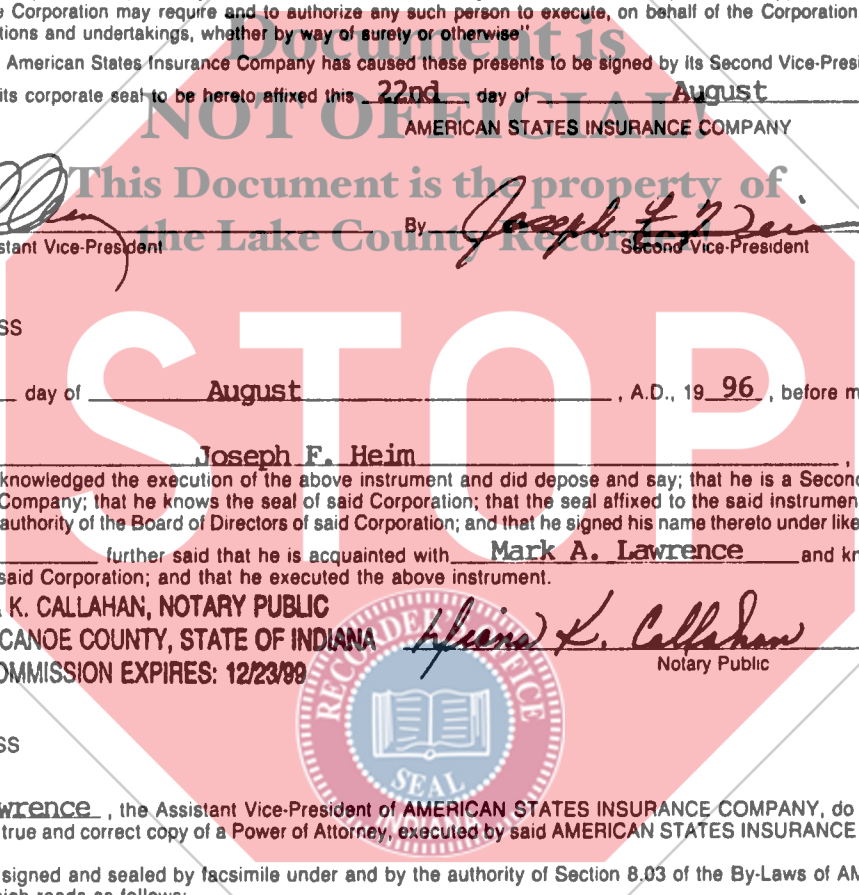 e Corporation may require and to authorize any such person to execute, on behalf of the Corporation
tions and undertakings, whether by way of surety or otherwise"
Document is
American States Insurance Company has caused these presents to be signed by its Second Vice-Presi
its corporate seal to be hereto affixed this 22nd day of August
NOT OFFICIAL!
AMERICAN STATES INSURANCE COMPANY
This Document is the property of
the Lake County Recorder!
By Joseph F. Heim
stant Vice-President Second Vice-President
SS
STOP
day of August , A.D., 19 96 , before m
Joseph F. Heim ,
knowledged the execution of the above instrument and did depose and say; that he is a Second
Company; that he knows the seal of said Corporation; that the seal affixed to the said instrumen
authority of the Board of Directors of said Corporation; and that he signed his name thereto under like
further said that he is acquainted with Mark A. Lawrence and kn
said Corporation; and that he executed the above instrument.
K. CALLAHAN, NOTARY PUBLIC
CANOE COUNTY, STATE OF INDIANA
OMMISSION EXPIRES: 12/23/99
Diana K. Callahan
Notary Public
RECORDER OFFICE
SEAL
INDIANA
SS
wrence , the Assistant Vice-President of AMERICAN STATES INSURANCE COMPANY, do
true and correct copy of a Power of Attorney, executed by said AMERICAN STATES INSURANCE
signed and sealed by facsimile under and by the authority of Section 8.03 of the By-Laws of AM
hich reads as follows: